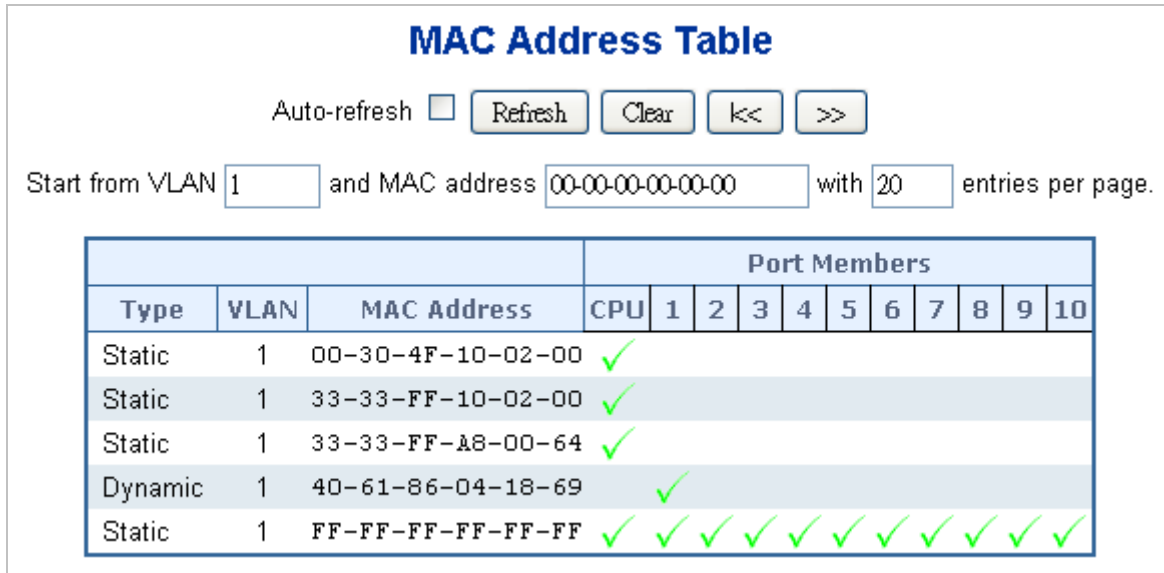 MAC Address Table
Auto-refresh Refresh Clear |<< >>
Start from VLAN 1 and MAC address 00-00-00-00-00-00 with 20 entries per page.
Port Members
Type VLAN MAC Address CPU 1 2 3 4 5 6 7 8 9 10
Static 1 00-30-4F-10-02-00 ✓
Static 1 33-33-FF-10-02-00 ✓
Static 1 33-33-FF-A8-00-64 ✓
Dynamic 1 40-61-86-04-18-69 ✓
Static 1 FF-FF-FF-FF-FF-FF ✓ ✓ ✓ ✓ ✓ ✓ ✓ ✓ ✓ ✓ ✓